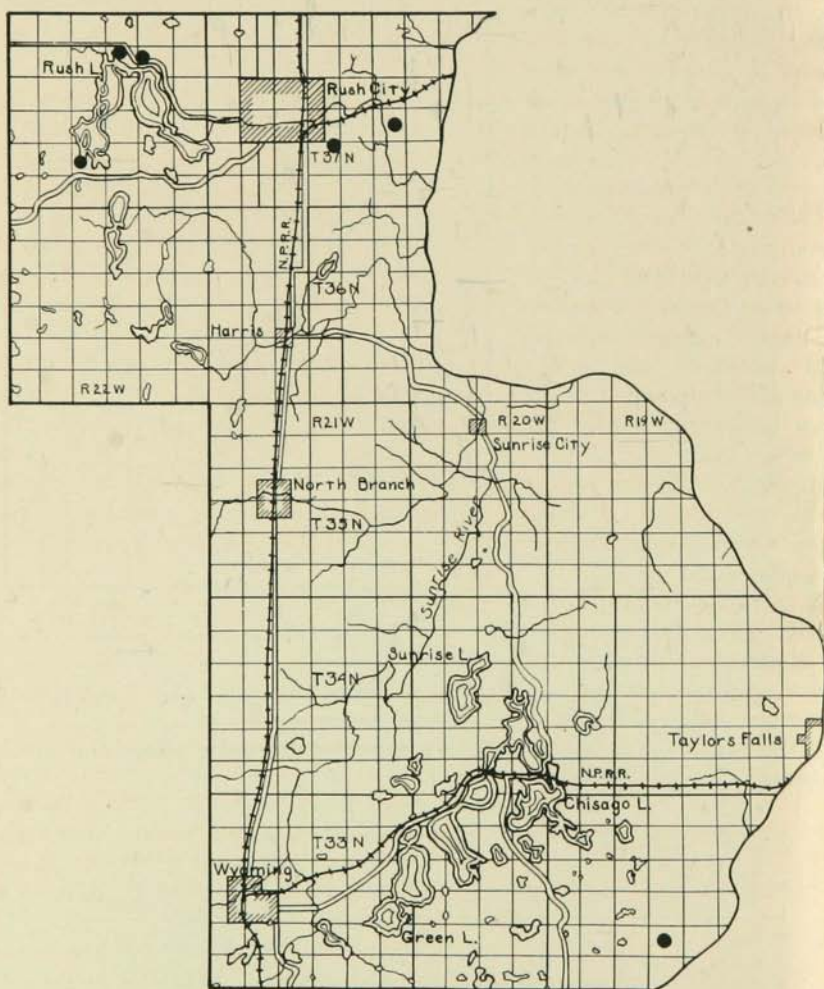 Rush L.
Rush City
T37N
N.P.R.R.
T36N
Harris
R22W
R21W
R20W
R19W
Sunrise City
North Branch
T35N
Sunrise River
Sunrise L.
T34N
Taylors Falls
N.P.R.R.
Chisago L.
T33N
Wyoming
Green L.